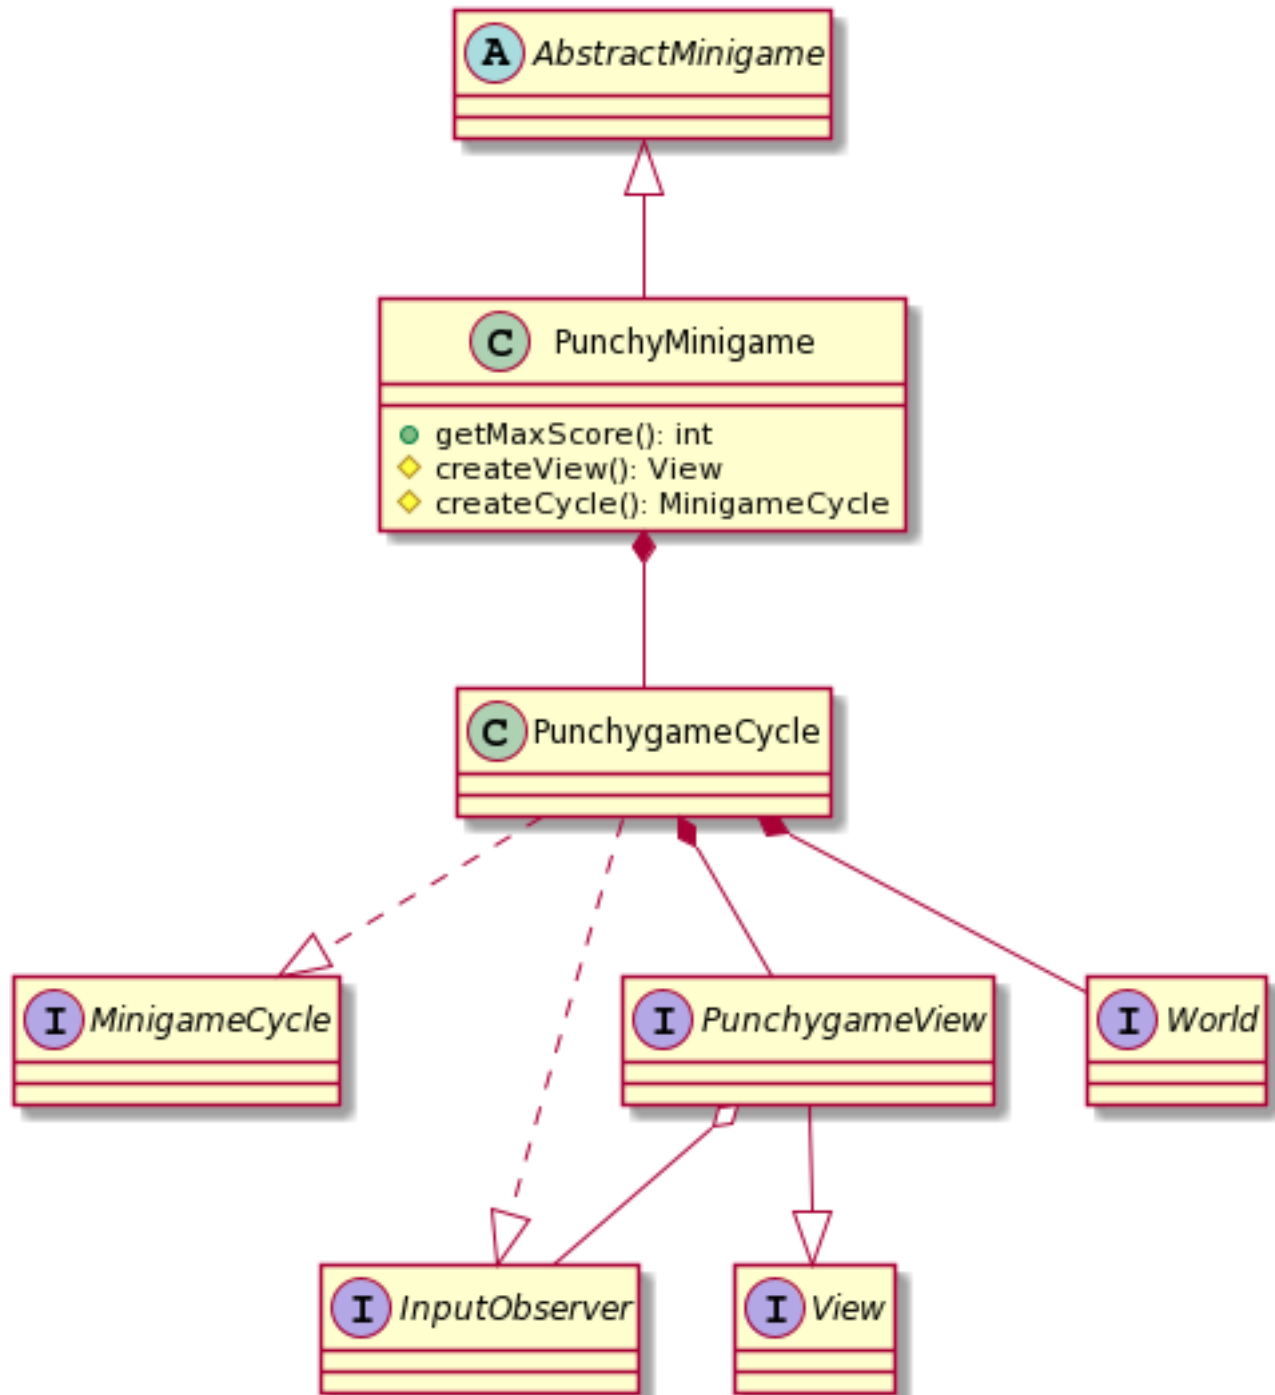 A AbstractMinigame
C PunchyMinigame
getMaxScore(): int
createView(): View
createCycle(): MinigameCycle
C PunchygameCycle
I MinigameCycle
I PunchygameView
I World
I InputObserver
I View